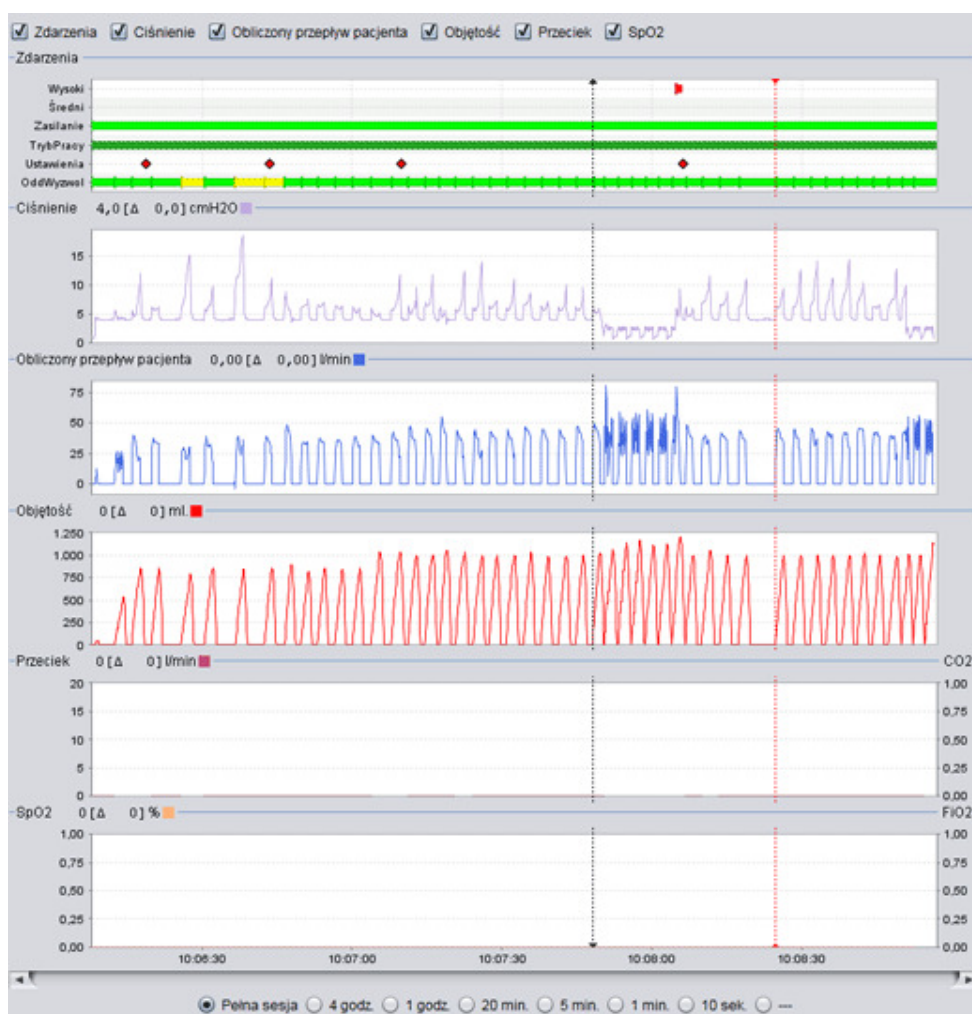 Zdarzenia Ciśnienie Obliczony przepływ pacjenta Objętość Przeciek SpO2
Zdarzenia
Wysoki
Średni
Zasilanie
TrybPracy
Ustawienia
OddWyzwol
Ciśnienie 4,0 [Δ 0,0] cmH2O
15
10
5
0
Obliczony przepływ pacjenta 0,00 [Δ 0,00] l/min
75
50
25
0
Objętość 0 [Δ 0] ml.
1.250
1.000
750
500
250
0
Przeciek 0 [Δ 0] l/min CO2
20 1,00
15 0,75
10 0,50
5 0,25
0 0,00
SpO2 0 [Δ 0] % FiO2
1,00 1,00
0,75 0,75
0,50 0,50
0,25 0,25
0,00 0,00
10:06:30 10:07:00 10:07:30 10:08:00 10:08:30
Pełna sesja 4 godz. 1 godz. 20 min. 5 min. 1 min. 10 sek. ---